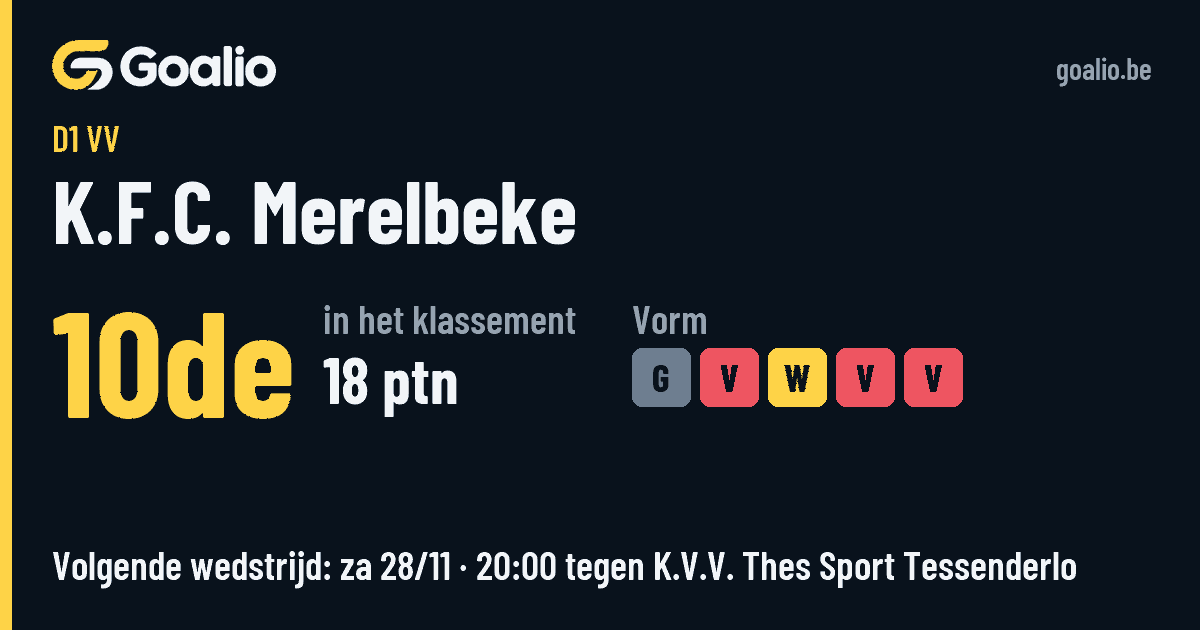 Goalio
goalio.be
D1 VV
K.F.C. Merelbeke
10de
in het klassement
18 ptn
Vorm
G V W V V
Volgende wedstrijd: za 28/11 · 20:00 tegen K.V.V. Thes Sport Tessenderlo